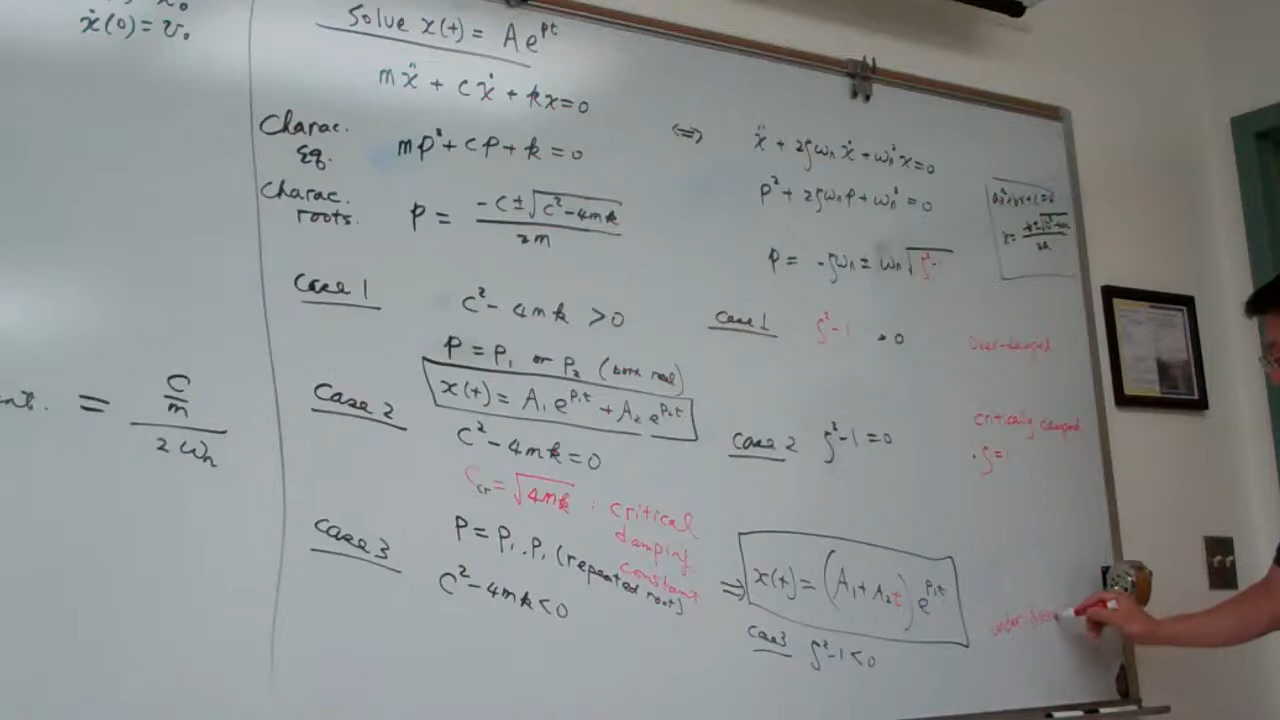 ẋ(0) = v₀
Solve x(t) = A e^{pt}
mẍ + cẋ + kx = 0
Charac. Eq.
mp² + cp + k = 0
Charac. roots.
p = (-c ± √(c² - 4mk)) / 2m
⇔
ẍ + 2ζωₙẋ + ωₙ²x = 0
p² + 2ζωₙp + ωₙ² = 0
p = -ζωₙ ± ωₙ√(ζ² -
Case 1
c² - 4mk > 0
p = p₁ or p₂ (both real)
x(t) = A₁e^{p₁t} + A₂e^{p₂t}
Case 2
c² - 4mk = 0
C_cr = √(4mk) : critical damping constant
p = p₁, p₁ (repeated root)
⇒ x(t) = (A₁ + A₂t) e^{p₁t}
Case 3
c² - 4mk < 0
Case 1 ζ² - 1 > 0
Over-damped
Case 2 ζ² - 1 = 0
critically damped
ζ = 1
Case 3 ζ² - 1 < 0
= (c/m) / 2ωₙ